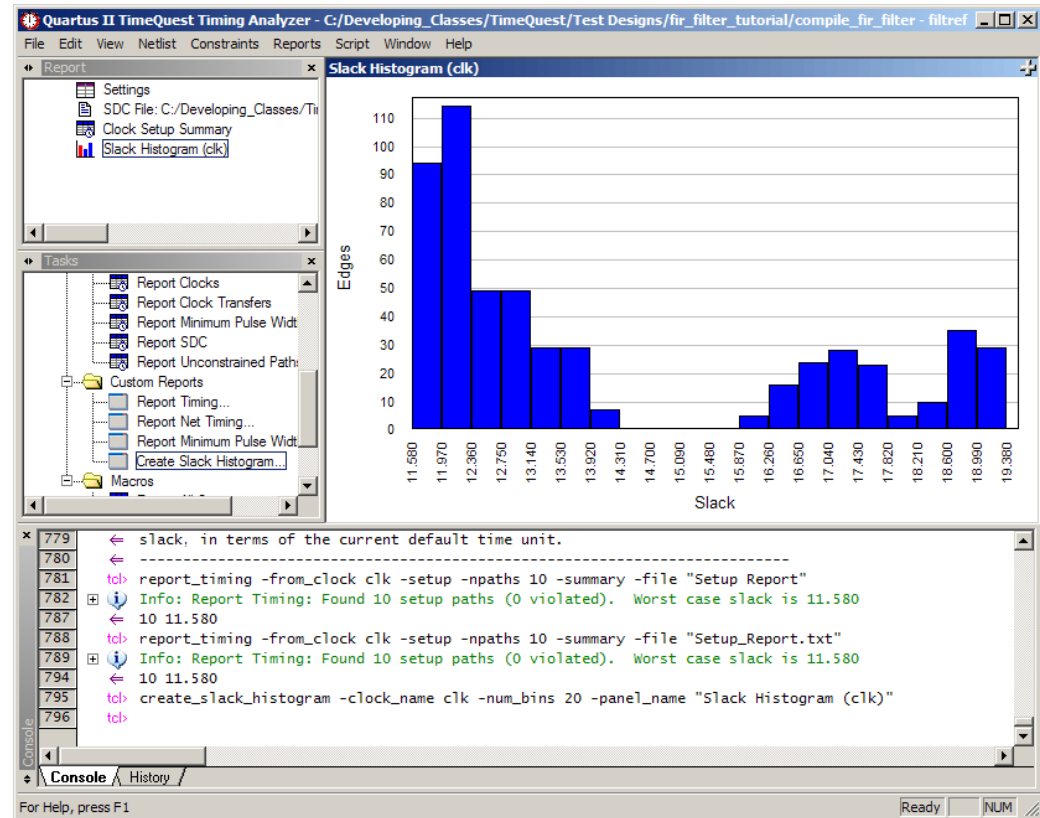 Quartus II TimeQuest Timing Analyzer - C:/Developing_Classes/TimeQuest/Test Designs/fir_filter_tutorial/compile_fir_filter - filtref
File Edit View Netlist Constraints Reports Script Window Help
Report
Settings
SDC File: C:/Developing_Classes/Ti
Clock Setup Summary
Slack Histogram (clk)
Tasks
Report Clocks
Report Clock Transfers
Report Minimum Pulse Widt
Report SDC
Report Unconstrained Path
Custom Reports
Report Timing...
Report Net Timing...
Report Minimum Pulse Widt
Create Slack Histogram...
Macros
Slack Histogram (clk)
Edges
110
100
90
80
70
60
50
40
30
20
10
0
11.580
11.970
12.360
12.750
13.140
13.530
13.920
14.310
14.700
15.090
15.480
15.870
16.260
16.650
17.040
17.430
17.820
18.210
18.600
18.990
19.380
Slack
779 ⇐ slack, in terms of the current default time unit.
780 ⇐ -----------------------------------------------------------------------
781 tcl> report_timing -from_clock clk -setup -npaths 10 -summary -file "Setup Report"
782 Info: Report Timing: Found 10 setup paths (0 violated). Worst case slack is 11.580
787 ⇐ 10 11.580
788 tcl> report_timing -from_clock clk -setup -npaths 10 -summary -file "Setup_Report.txt"
789 Info: Report Timing: Found 10 setup paths (0 violated). Worst case slack is 11.580
794 ⇐ 10 11.580
795 tcl> create_slack_histogram -clock_name clk -num_bins 20 -panel_name "Slack Histogram (clk)"
796 tcl>
Console
Console History
For Help, press F1
Ready NUM